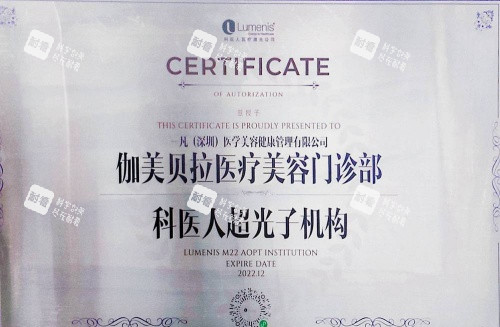 Lumenis
CERTIFICATE
OF AUTORIZATION
THIS CERTIFICATE IS PROUDLY PRESENTED TO
一凡（深圳）医学美容健康管理有限公司
伽美贝拉医疗美容门诊部
科医人超光子机构
LUMENIS M22 AOPT INSTITUTION
EXPIRE DATE
2022.12